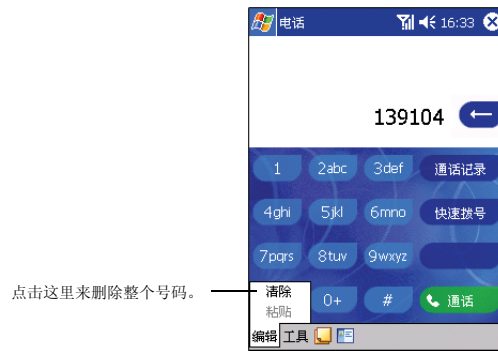 电话 16:33
139104
1 2abc 3def 通话记录
4ghi 5jkl 6mno 快速拨号
7pqrs 8tuv 9wxyz
点击这里来删除整个号码。
清除
粘贴
0+ # 通话
编辑 工具